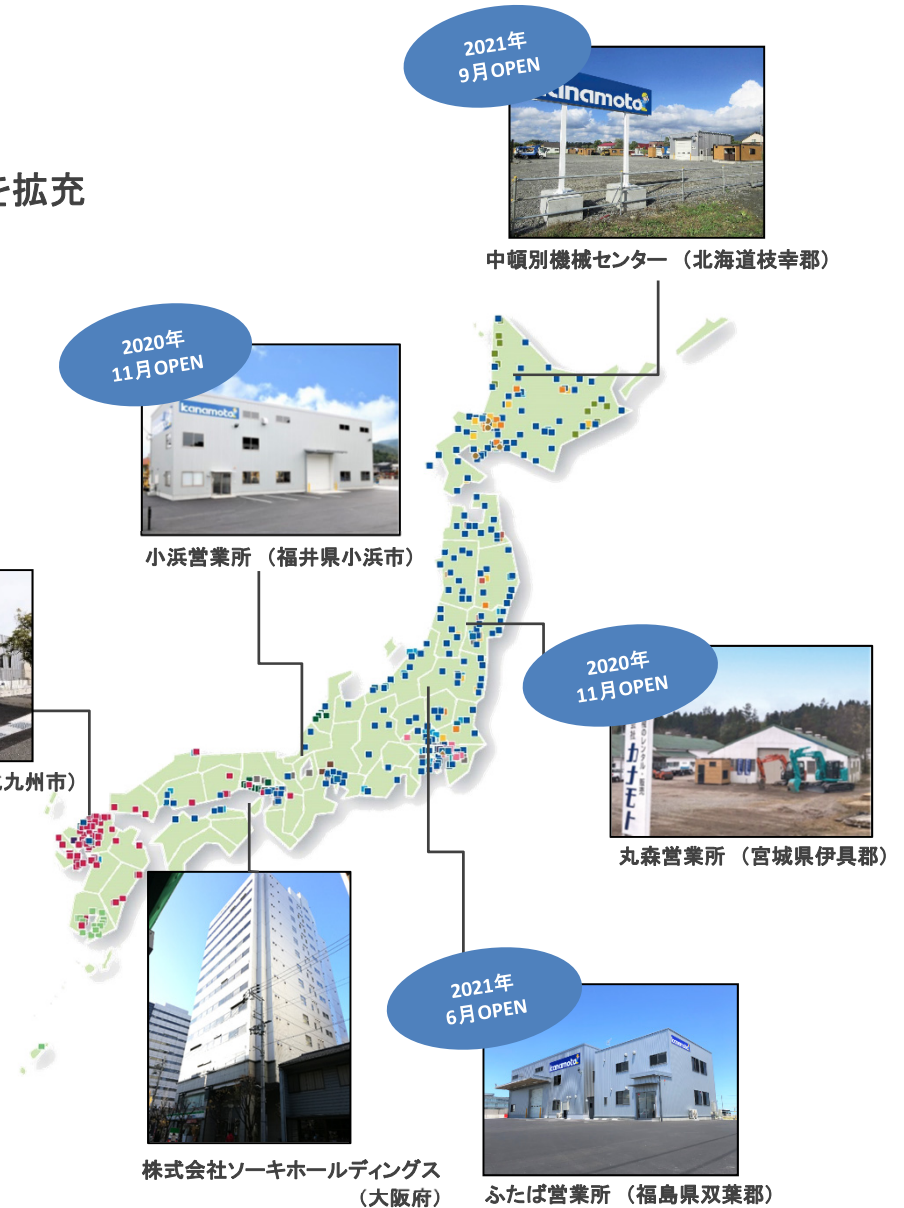 2021年
9月OPEN
kanamoto
を拡充
中頓別機械センター （北海道枝幸郡）
2020年
11月OPEN
kanamoto
小浜営業所 （福井県小浜市）
2020年
11月OPEN
カナモト
九州市）
丸森営業所 （宮城県伊具郡）
2021年
6月OPEN
kanamoto
kanamoto
株式会社ソーキホールディングス
（大阪府）
ふたば営業所 （福島県双葉郡）